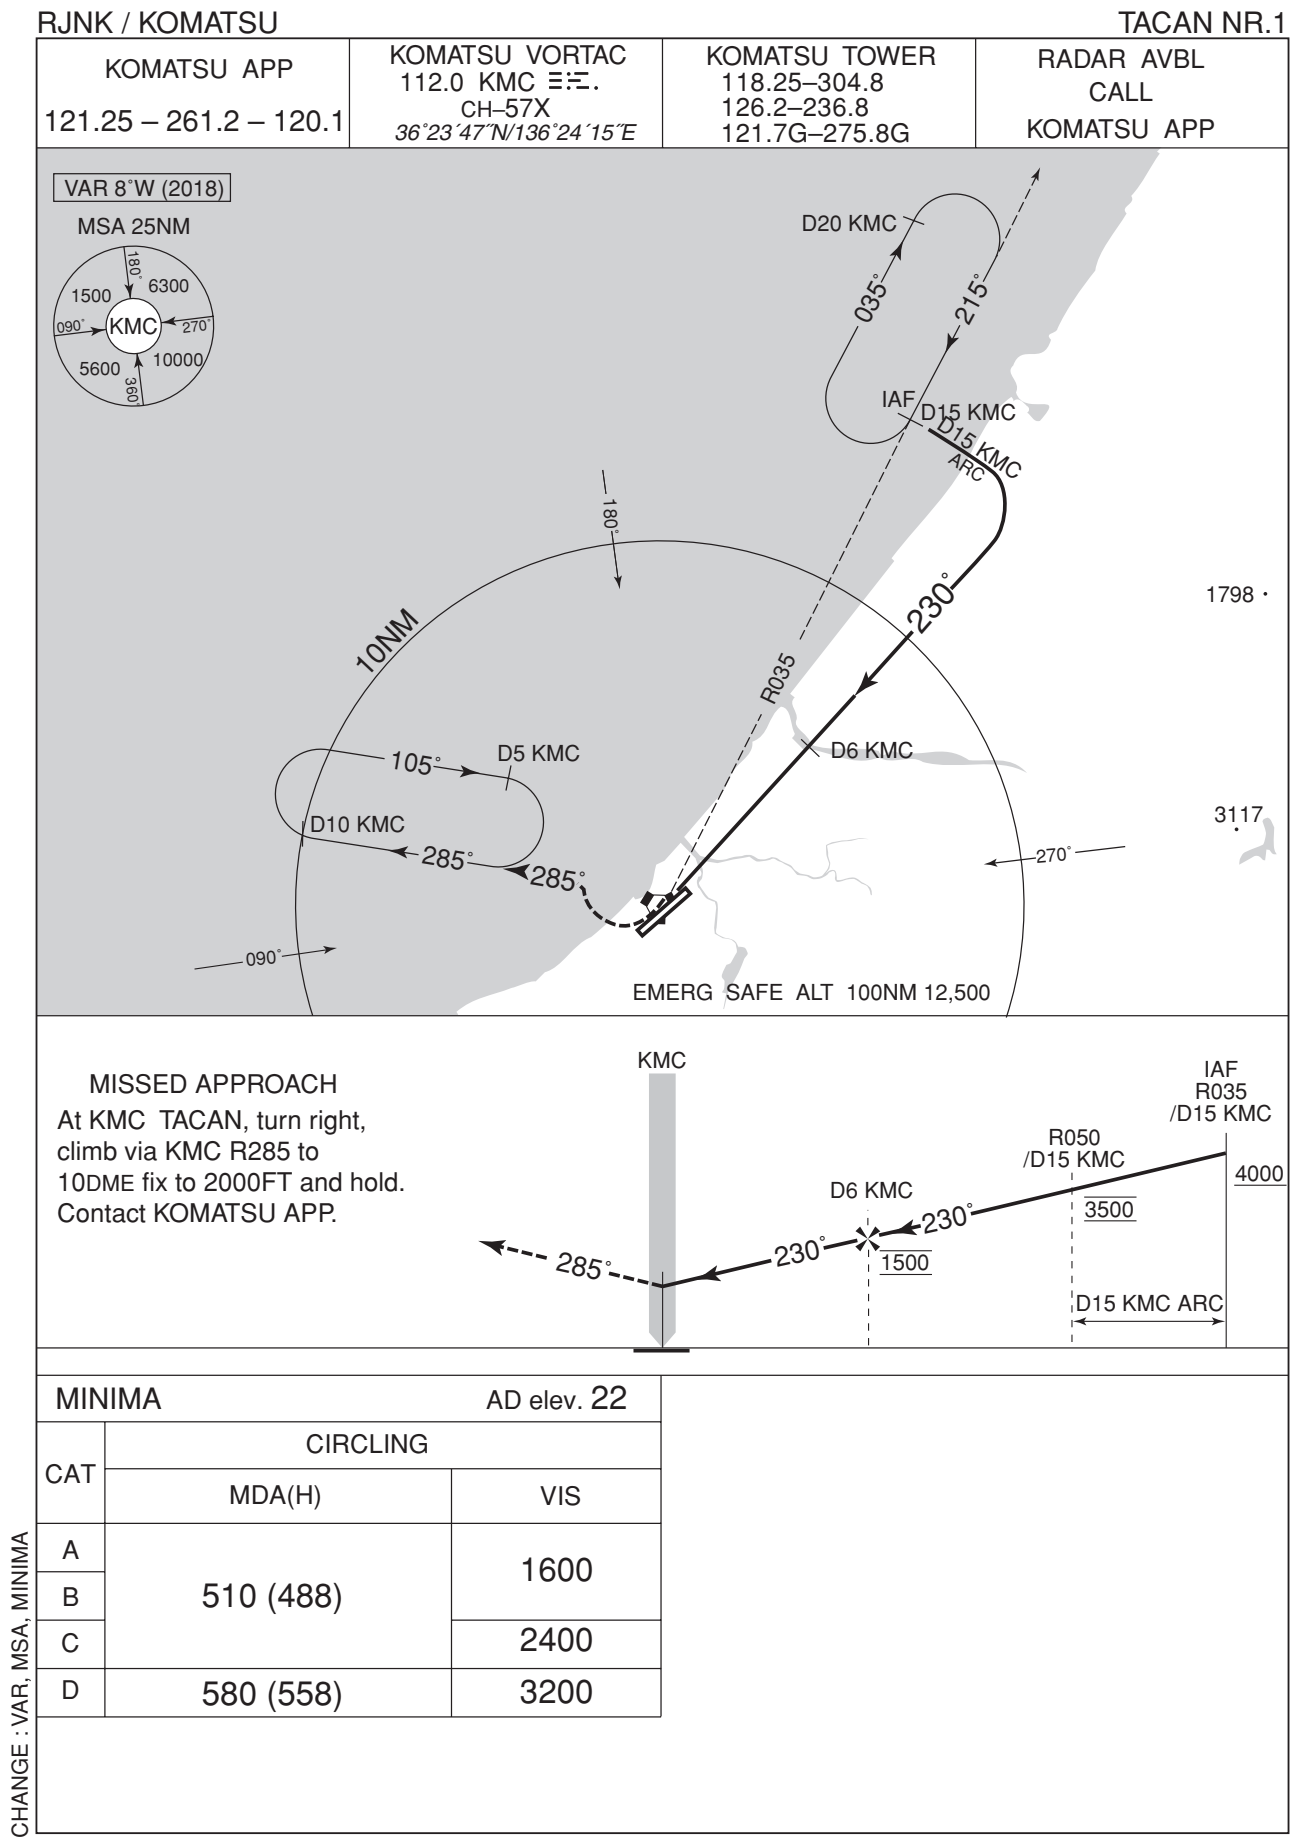 RJNK / KOMATSU
TACAN NR.1
KOMATSU APP
121.25 – 261.2 – 120.1
KOMATSU VORTAC
112.0 KMC
CH–57X
36°23´47˝N/136°24´15˝E
KOMATSU TOWER
118.25–304.8
126.2–236.8
121.7G–275.8G
RADAR AVBL
CALL
KOMATSU APP
VAR 8°W (2018)
MSA 25NM
180°
1500
6300
090°
KMC
270°
5600
10000
360°
D20 KMC
035°
215°
IAF
D15 KMC
D15 KMC
ARC
180°
10NM
230°
1798
R035
105°
D5 KMC
D6 KMC
D10 KMC
285°
285°
3117
270°
090°
EMERG SAFE ALT 100NM 12,500
MISSED APPROACH
At KMC TACAN, turn right,
climb via KMC R285 to
10DME fix to 2000FT and hold.
Contact KOMATSU APP.
KMC
IAF
R035
/D15 KMC
R050
/D15 KMC
4000
D6 KMC
3500
230°
230°
1500
285°
D15 KMC ARC
MINIMA
AD elev. 22
CAT
CIRCLING
MDA(H)
VIS
A
1600
B
510 (488)
C
2400
D
580 (558)
3200
CHANGE : VAR, MSA, MINIMA